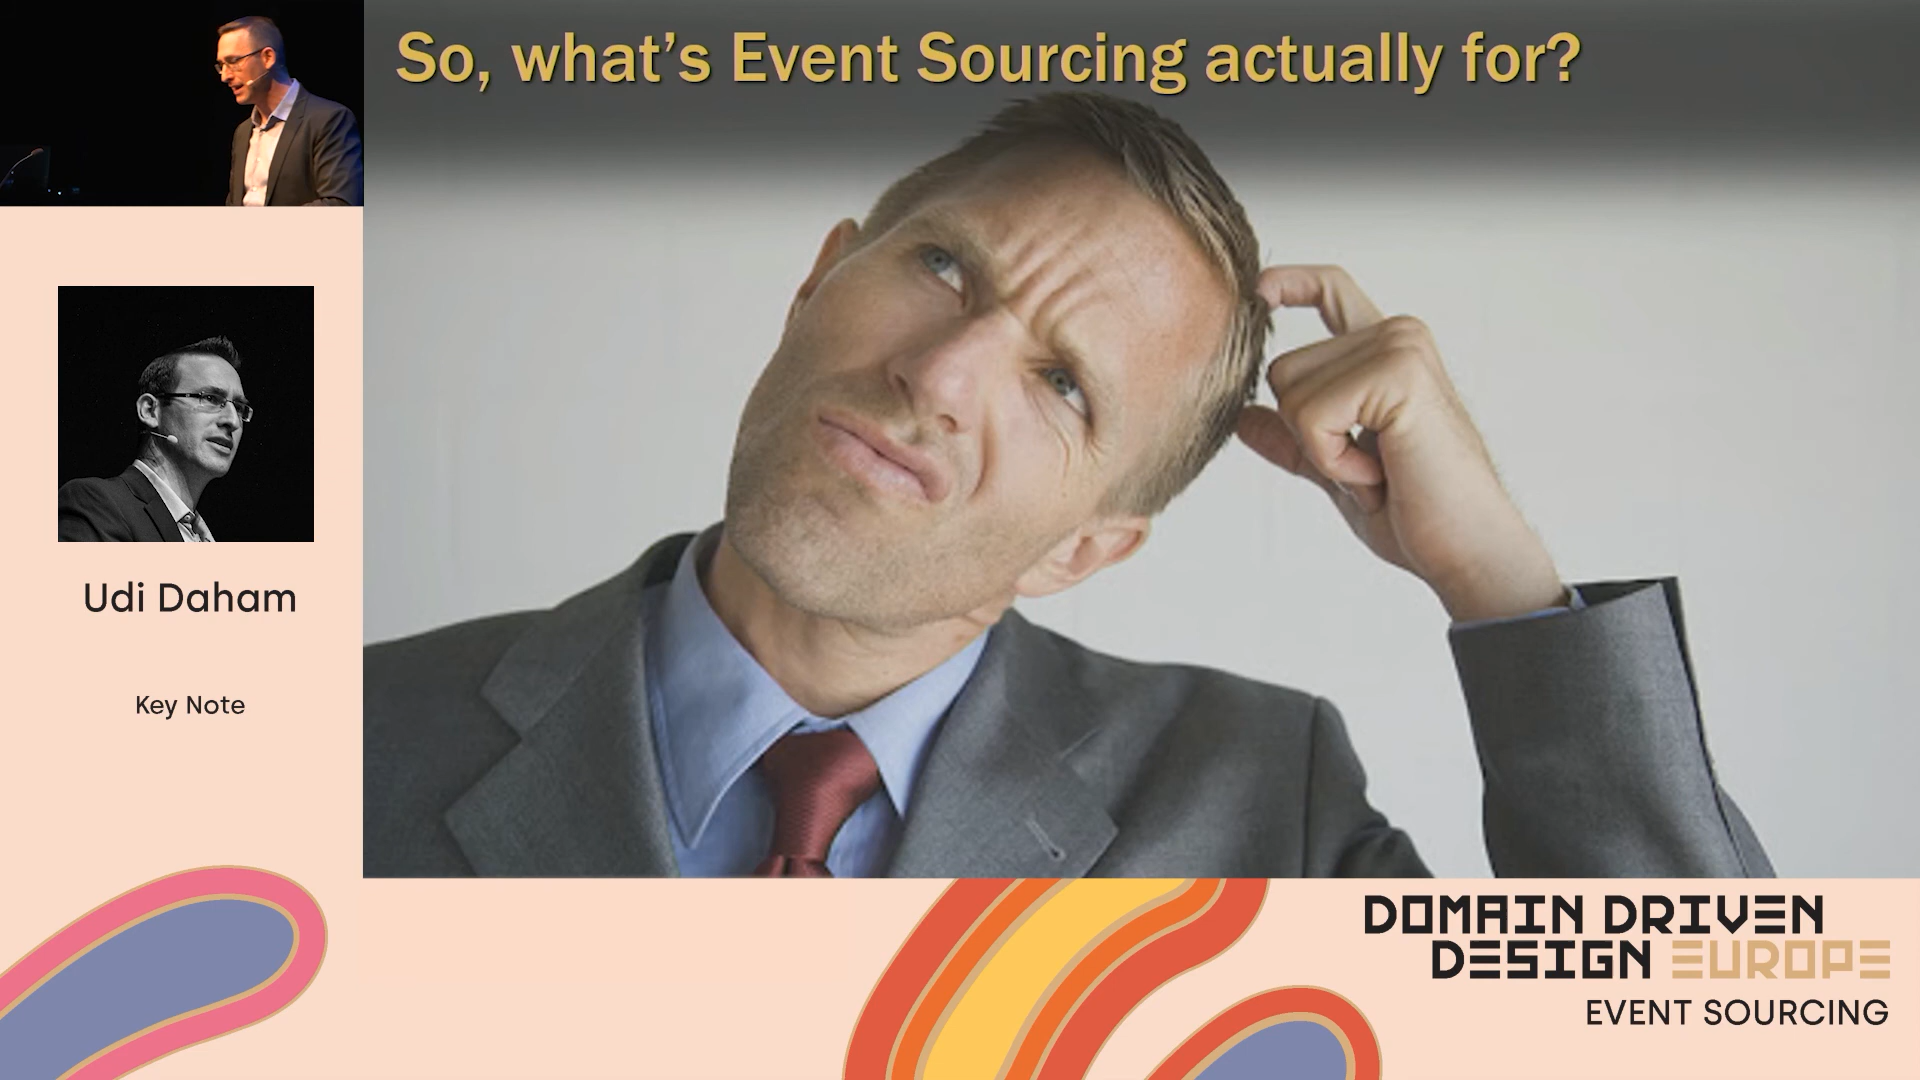 So, what's Event Sourcing actually for?
Udi Daham
Key Note
DOMAIN DRIVEN
DESIGN EUROPE
EVENT SOURCING